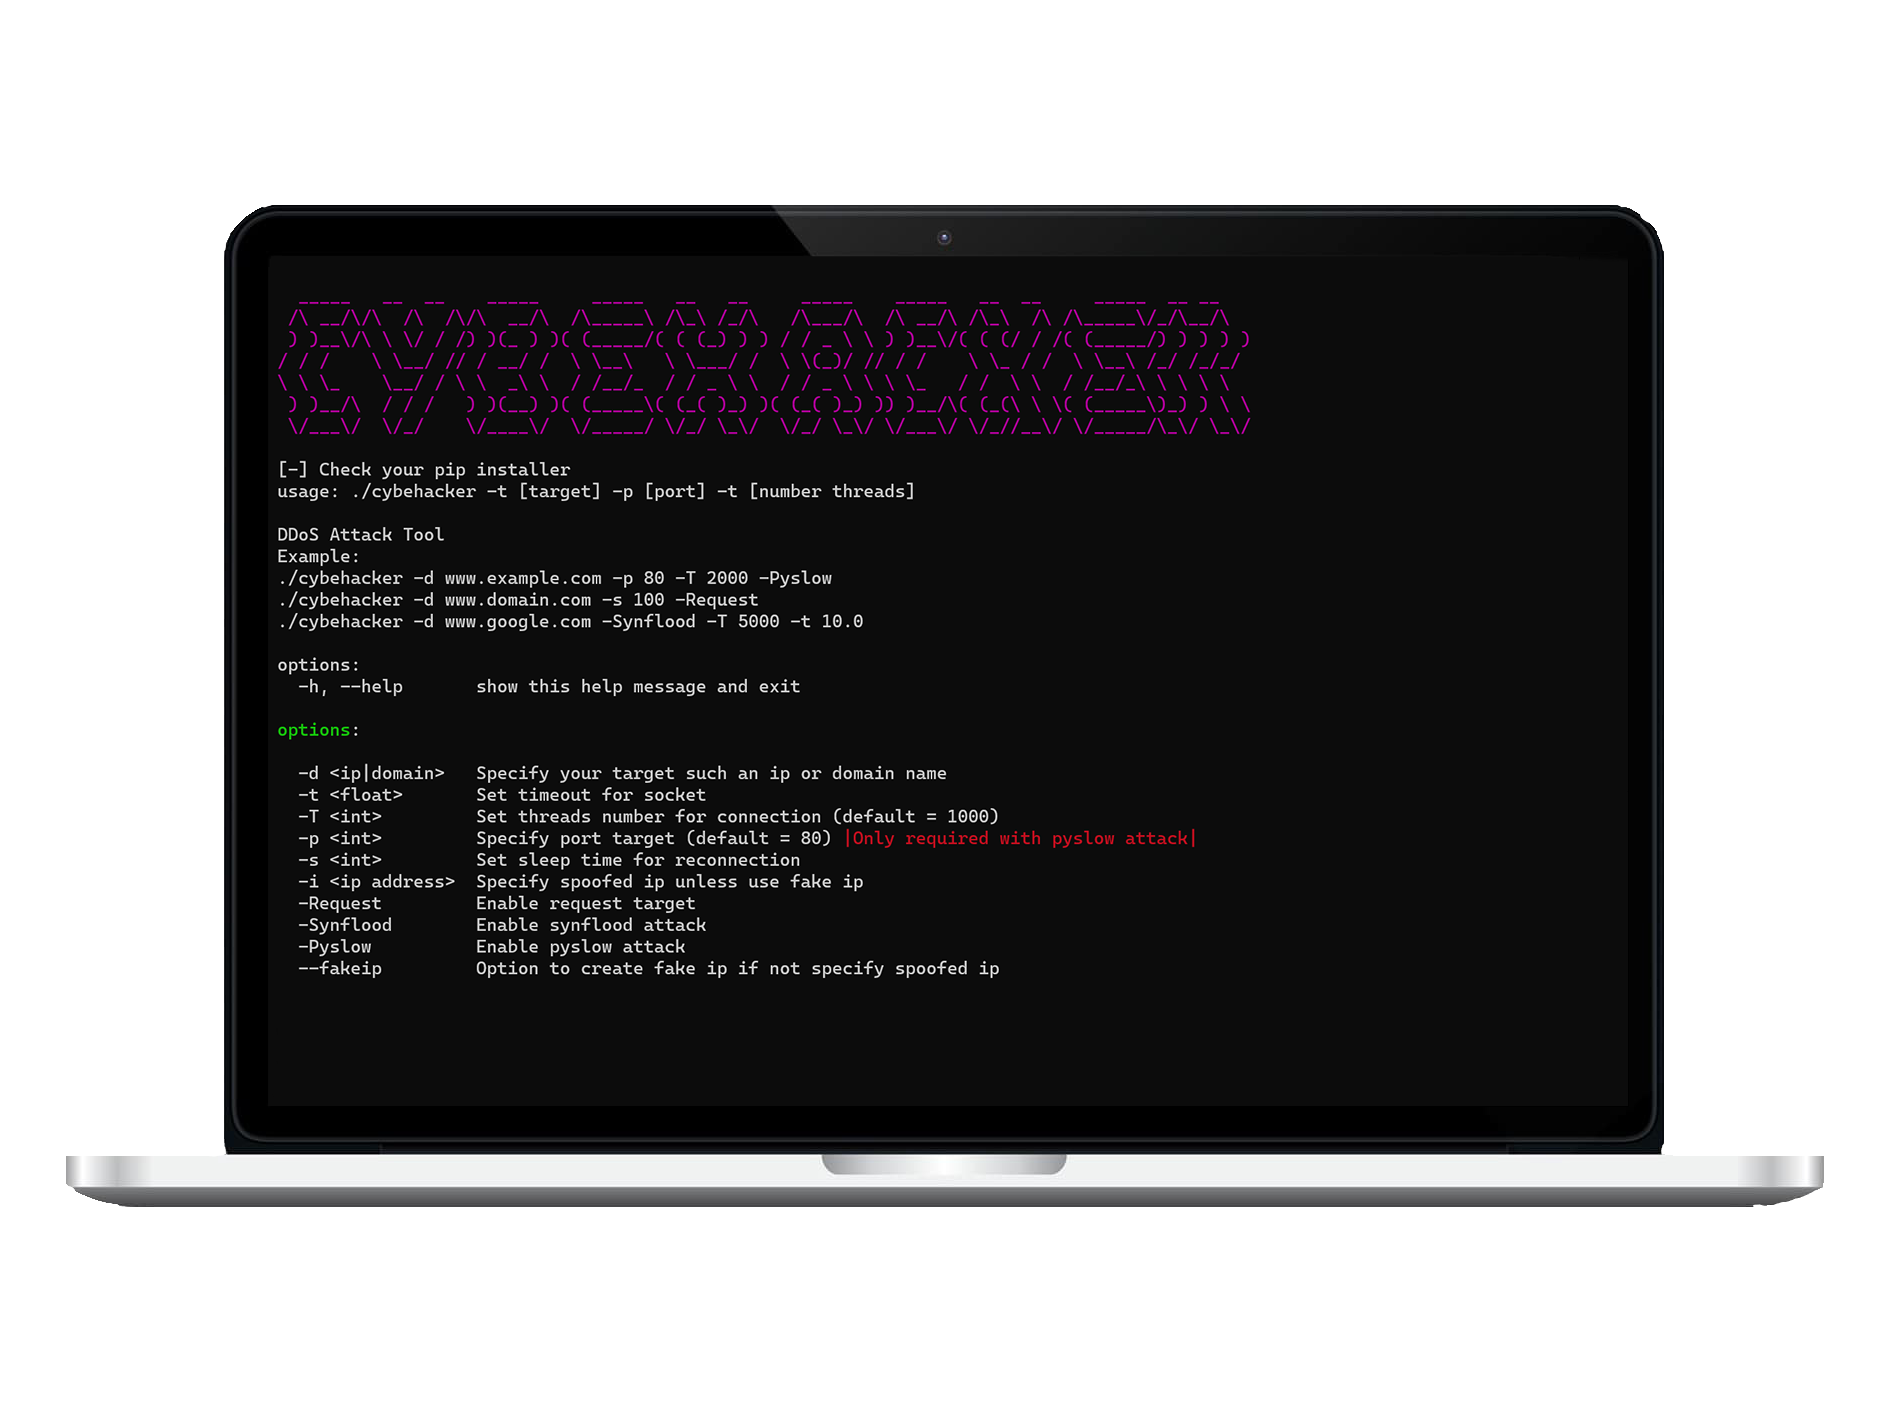 CYBEHACKER
[-] Check your pip installer
usage: ./cybehacker -t [target] -p [port] -t [number threads]
DDoS Attack Tool
Example:
./cybehacker -d www.example.com -p 80 -T 2000 -Pyslow
./cybehacker -d www.domain.com -s 100 -Request
./cybehacker -d www.google.com -Synflood -T 5000 -t 10.0
options:
-h, --help show this help message and exit
options:
-d <ip|domain> Specify your target such an ip or domain name
-t <float> Set timeout for socket
-T <int> Set threads number for connection (default = 1000)
-p <int> Specify port target (default = 80) |Only required with pyslow attack|
-s <int> Set sleep time for reconnection
-i <ip address> Specify spoofed ip unless use fake ip
-Request Enable request target
-Synflood Enable synflood attack
-Pyslow Enable pyslow attack
--fakeip Option to create fake ip if not specify spoofed ip